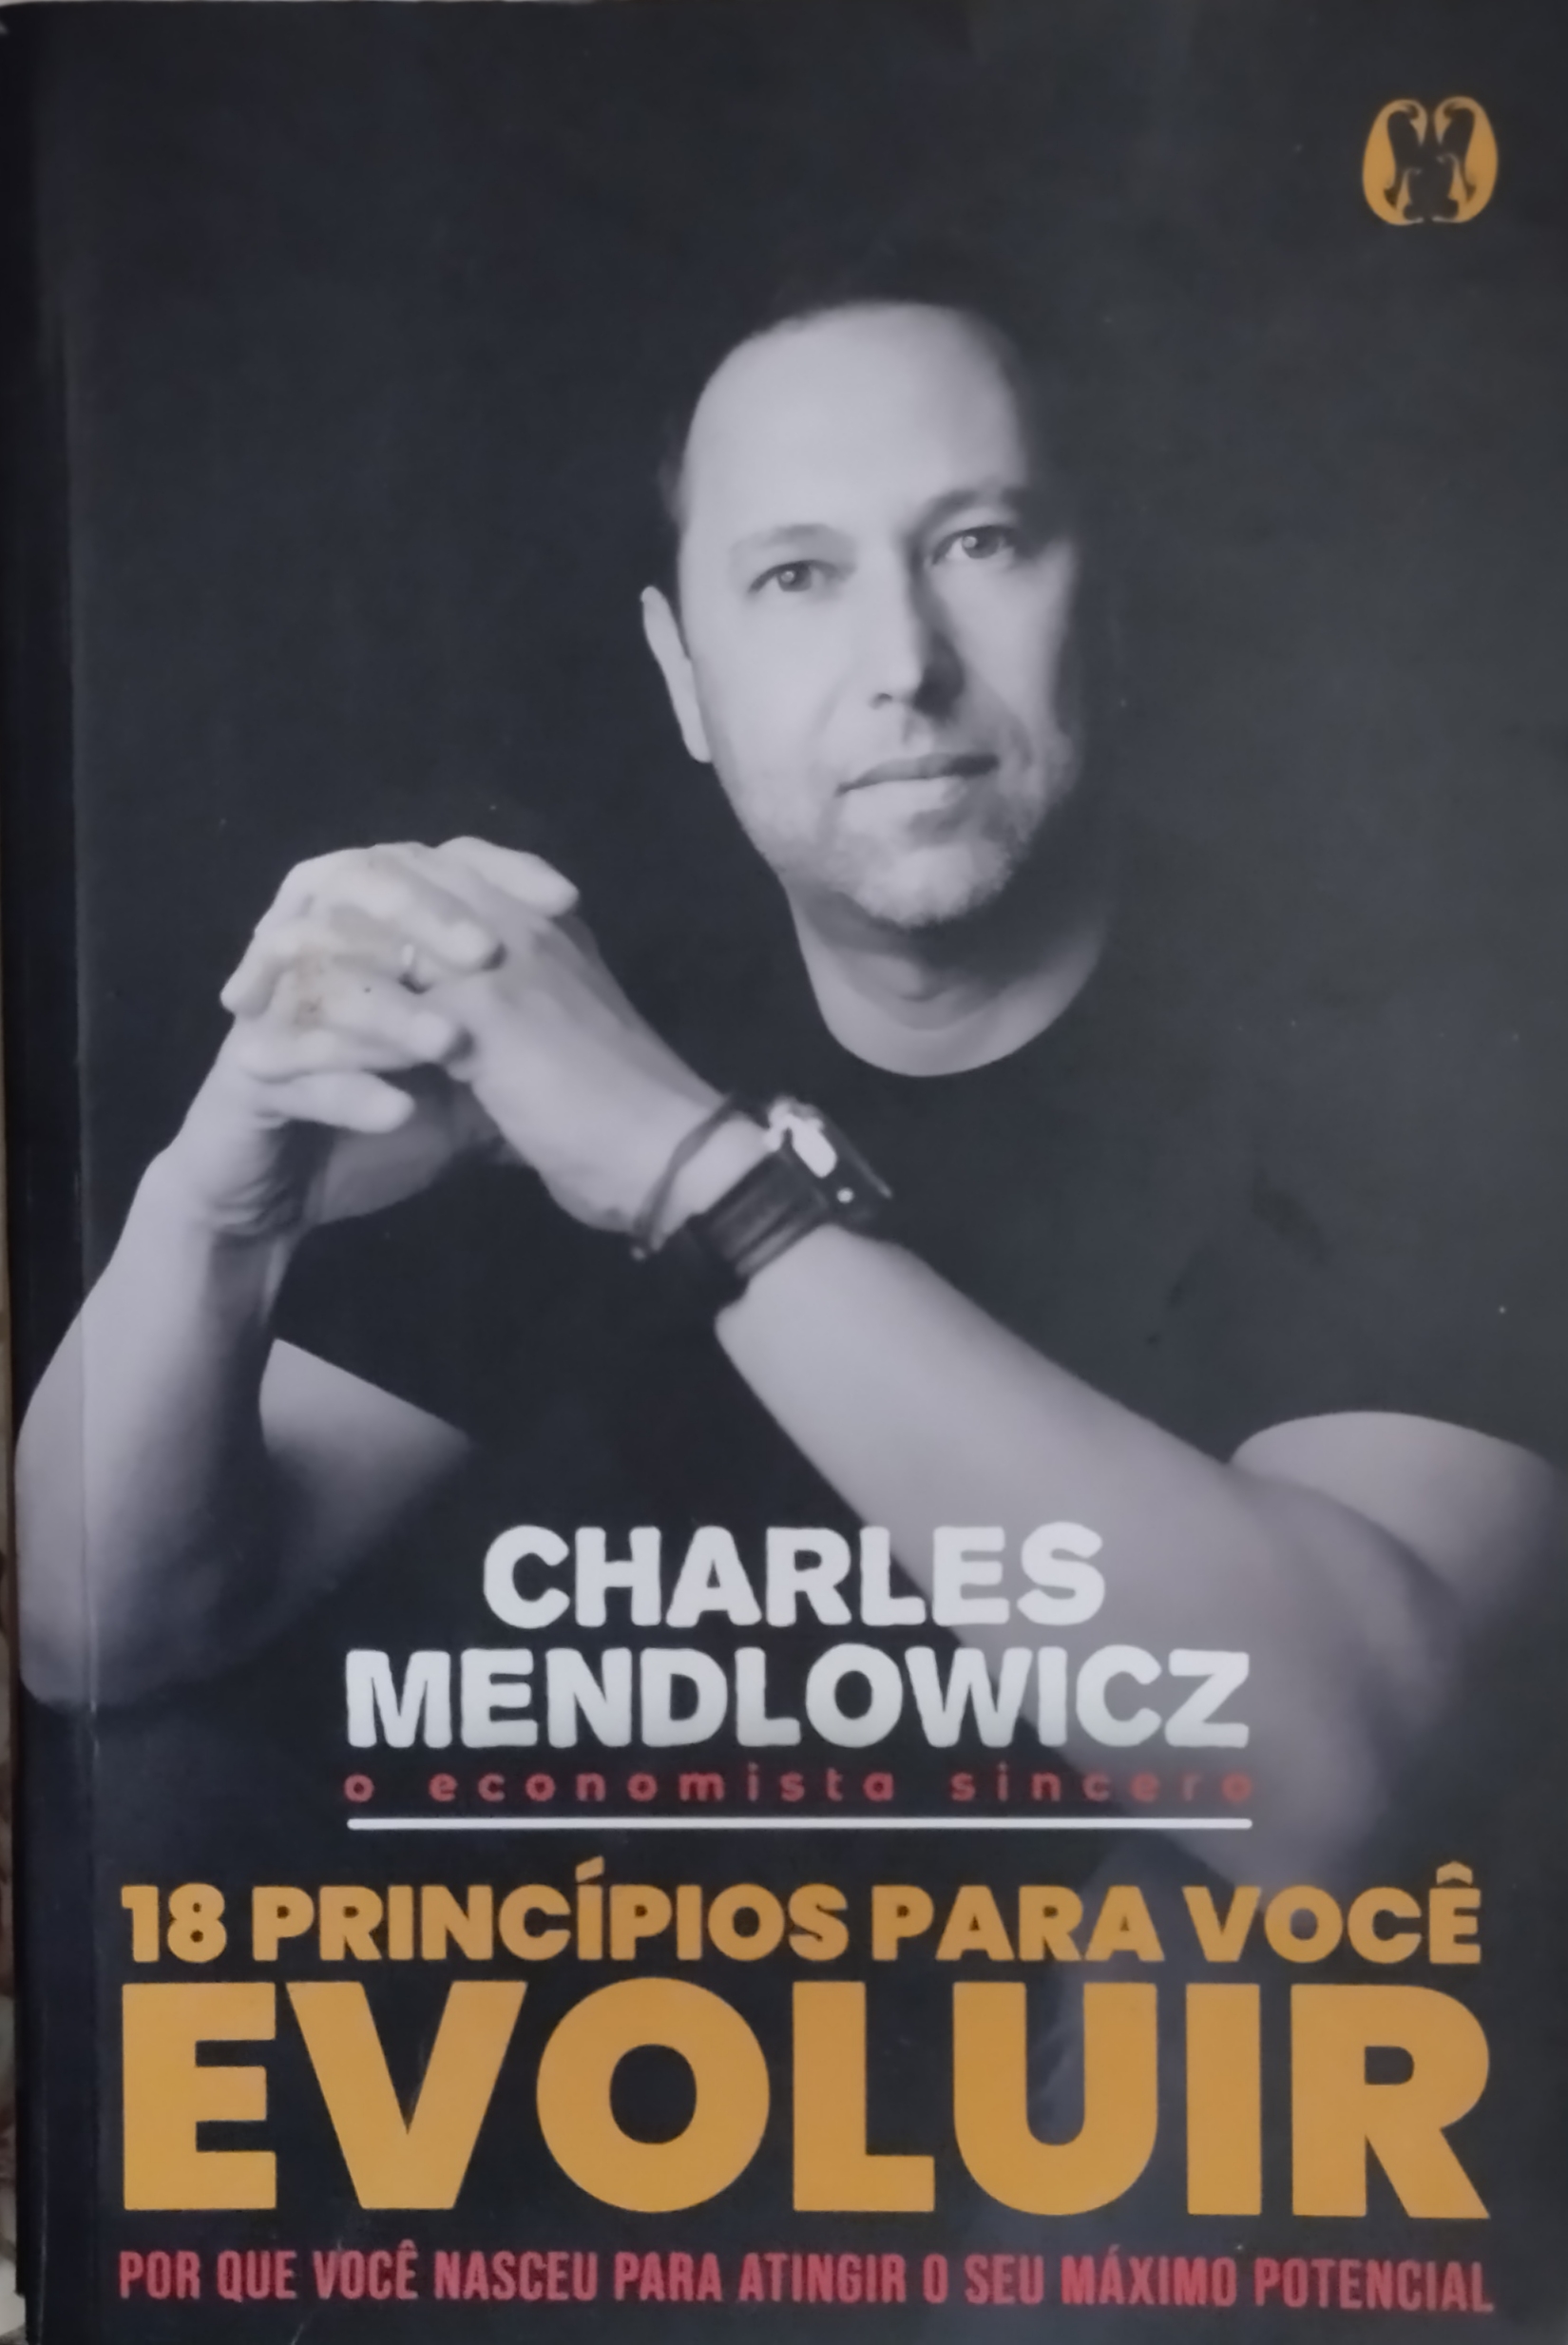 CHARLES
MENDLOWICZ
o economista sincero
18 PRINCÍPIOS PARA VOCÊ
EVOLUIR
POR QUE VOCÊ NASCEU PARA ATINGIR O SEU MÁXIMO POTENCIAL